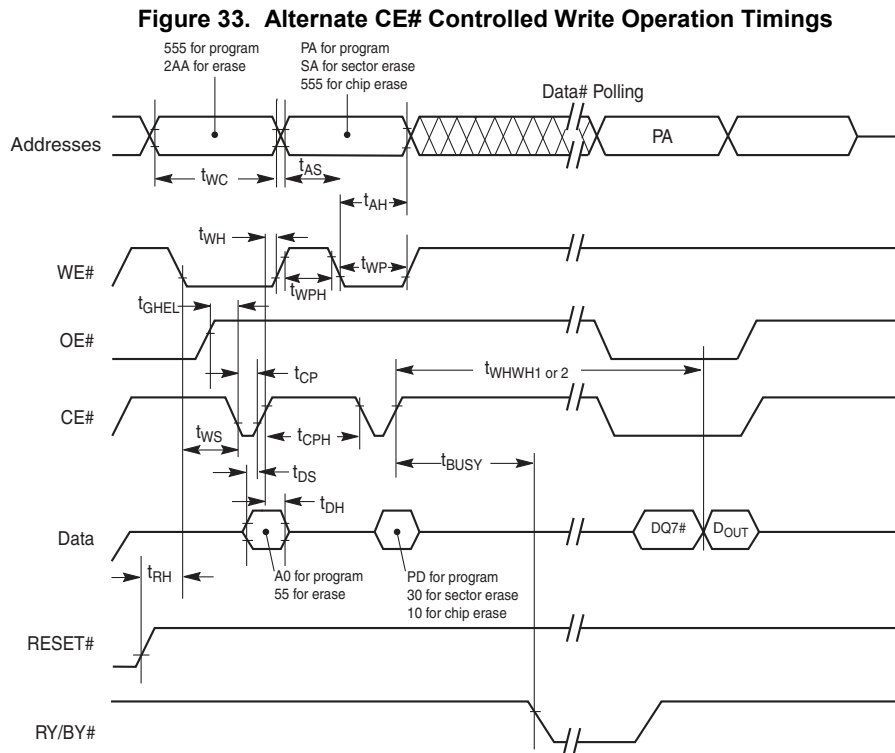 Figure 33. Alternate CE# Controlled Write Operation Timings
555 for program
2AA for erase
PA for program
SA for sector erase
555 for chip erase
Data# Polling
Addresses
PA
tWC
tAS
tAH
tWH
tWP
WE#
tWPH
tGHEL
OE#
tCP
tWHWH1 or 2
CE#
tWS
tCPH
tBUSY
tDS
tDH
Data
DQ7#
DOUT
tRH
A0 for program
55 for erase
PD for program
30 for sector erase
10 for chip erase
RESET#
RY/BY#